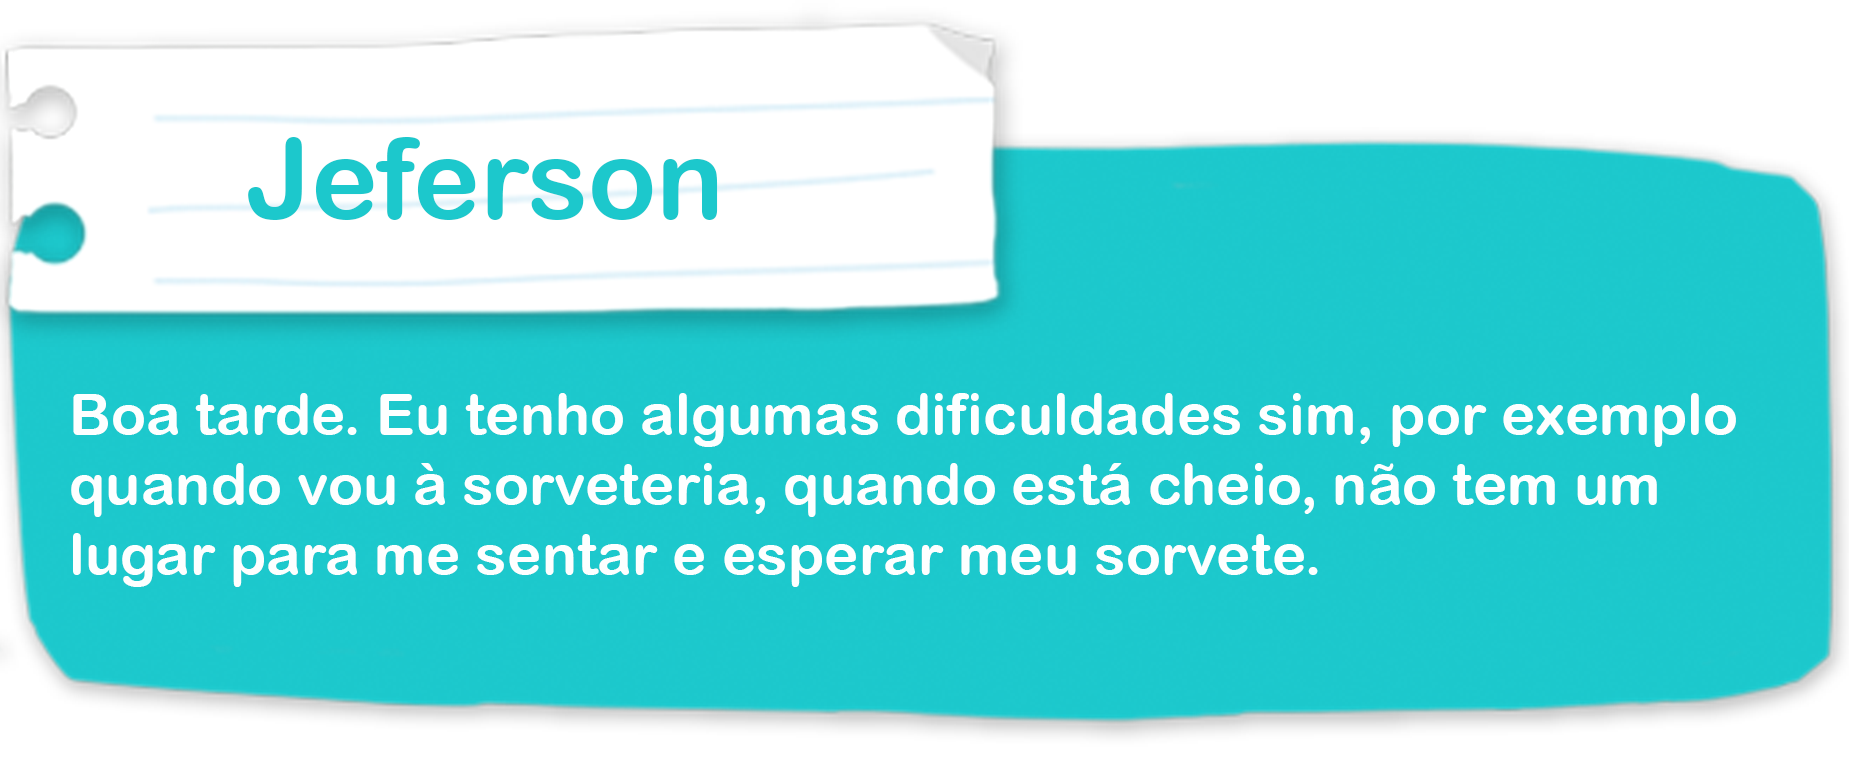 Jeferson
Boa tarde. Eu tenho algumas dificuldades sim, por exemplo
quando vou à sorveteria, quando está cheio, não tem um
lugar para me sentar e esperar meu sorvete.